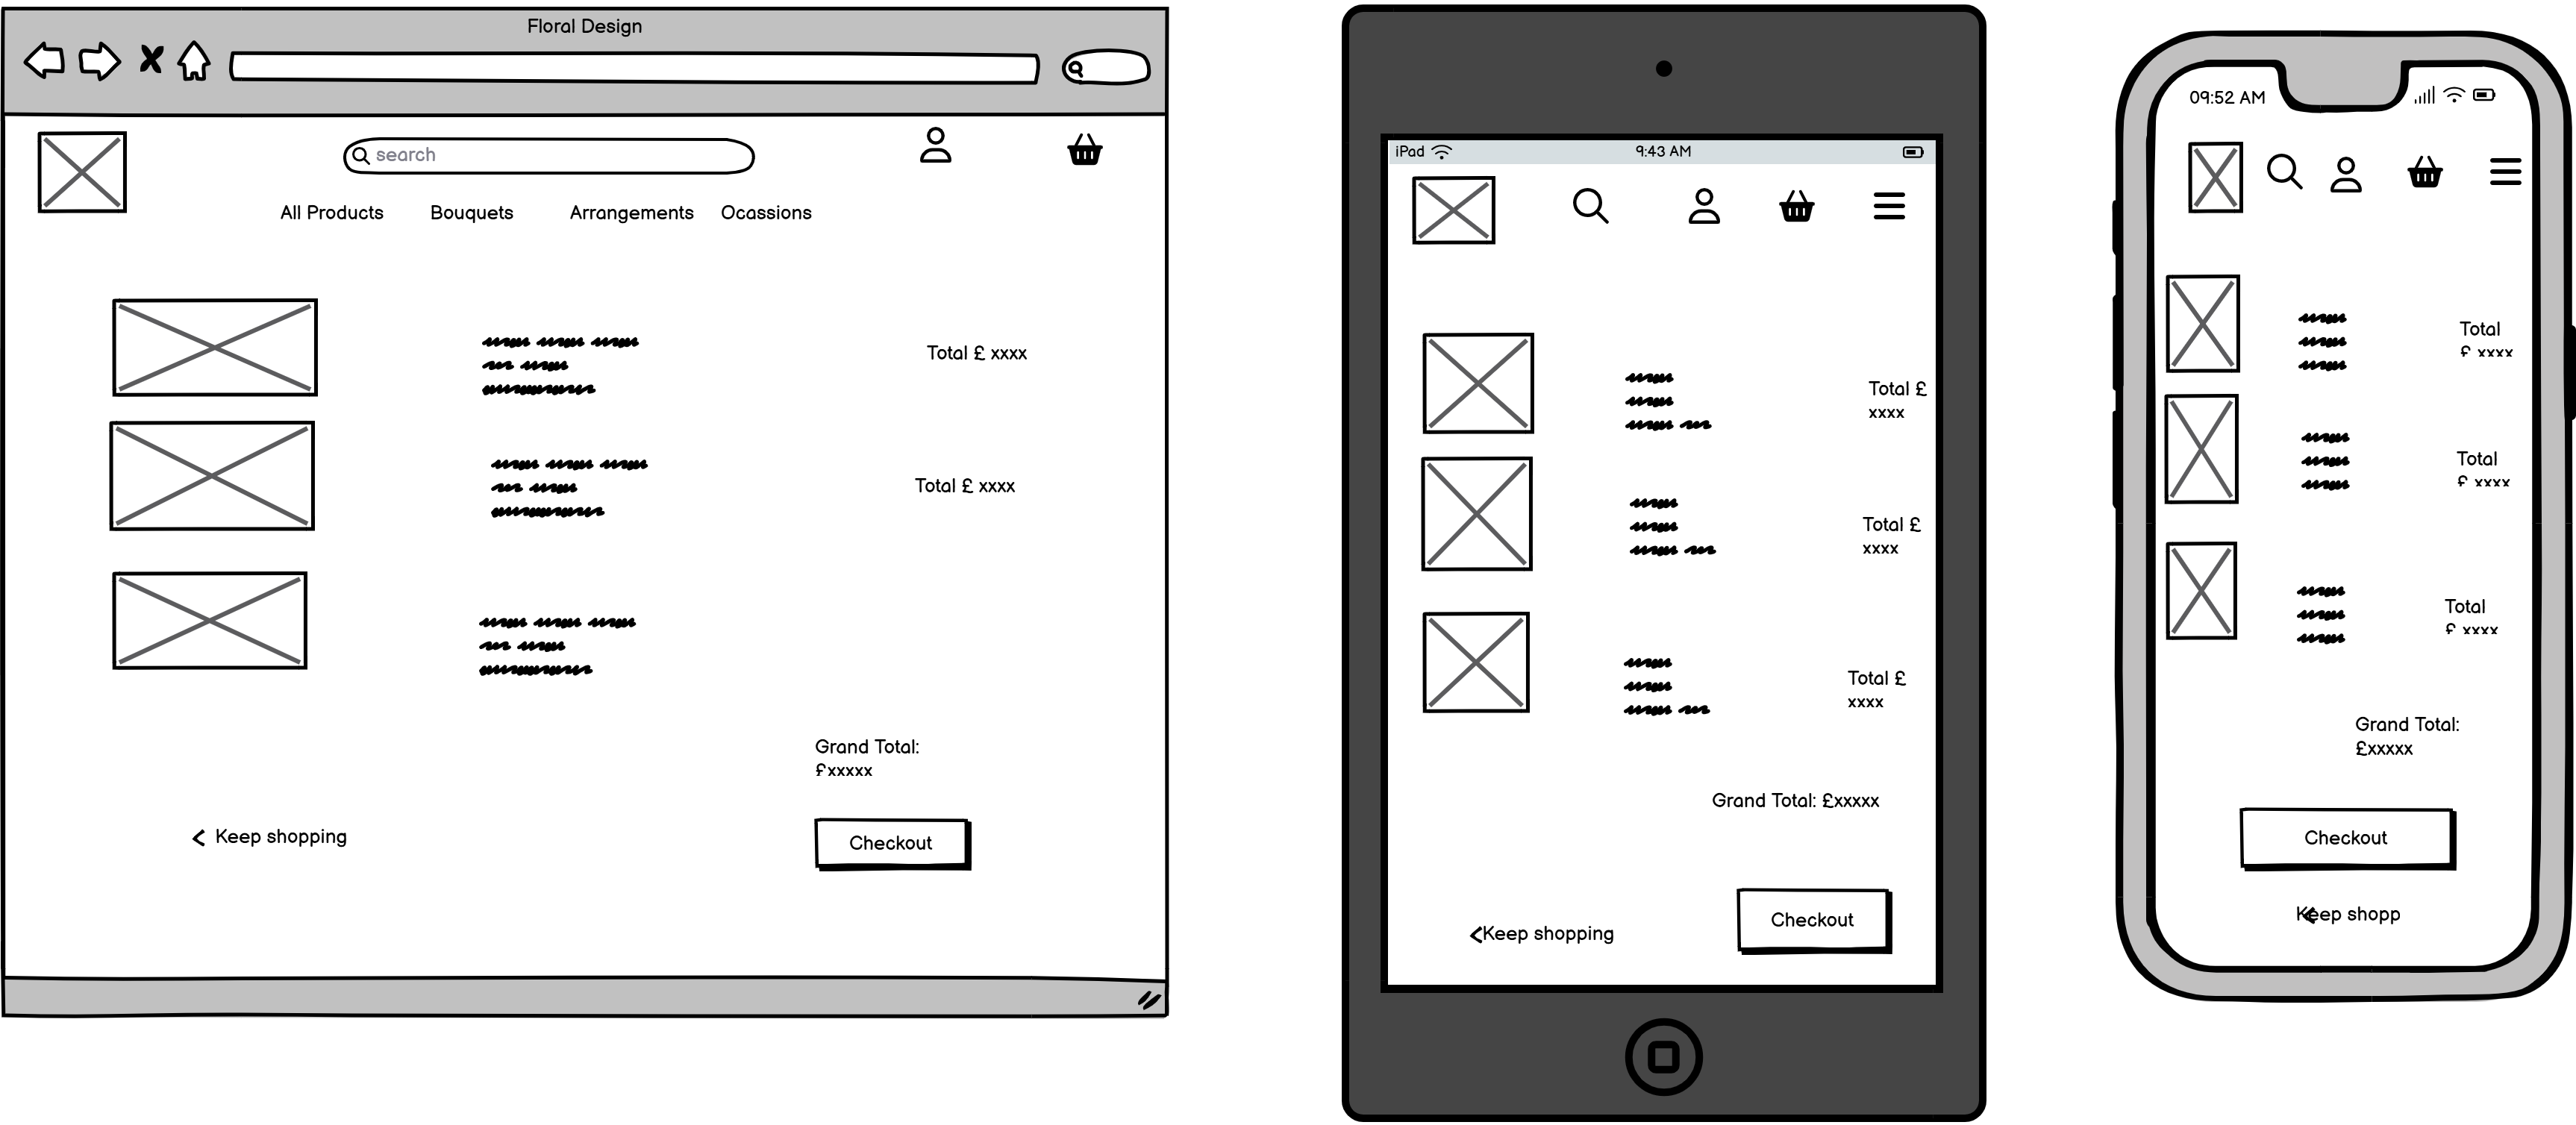 Floral Design
search
All Products Bouquets Arrangements Ocassions
Total £ xxxx
Total £ xxxx
Grand Total:
£xxxxx
Keep shopping
Checkout
iPad 9:43 AM
Total £
xxxx
Total £
xxxx
Total £
xxxx
Grand Total: £xxxxx
Keep shopping
Checkout
09:52 AM
Total
£ xxxx
Total
£ xxxx
Total
£ xxxx
Grand Total:
£xxxxx
Checkout
Keep shopp